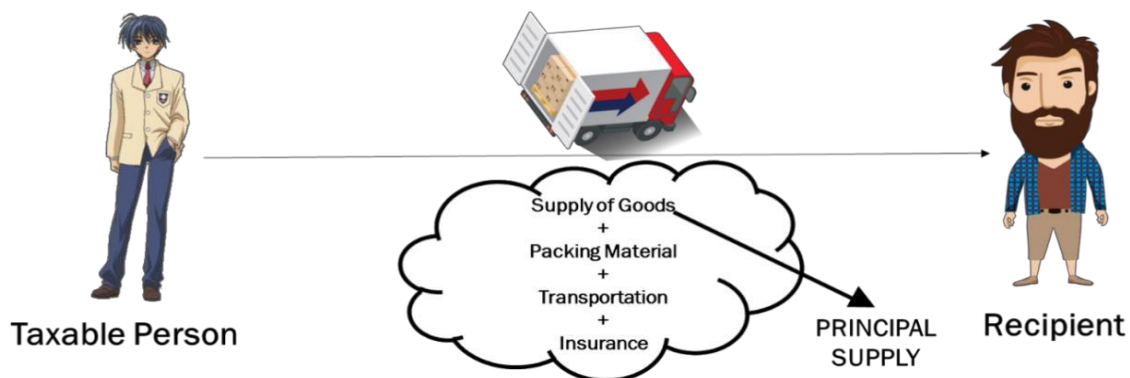 Supply of Goods
+
Packing Material
+
Transportation
+
Insurance
Taxable Person
PRINCIPAL
SUPPLY
Recipient